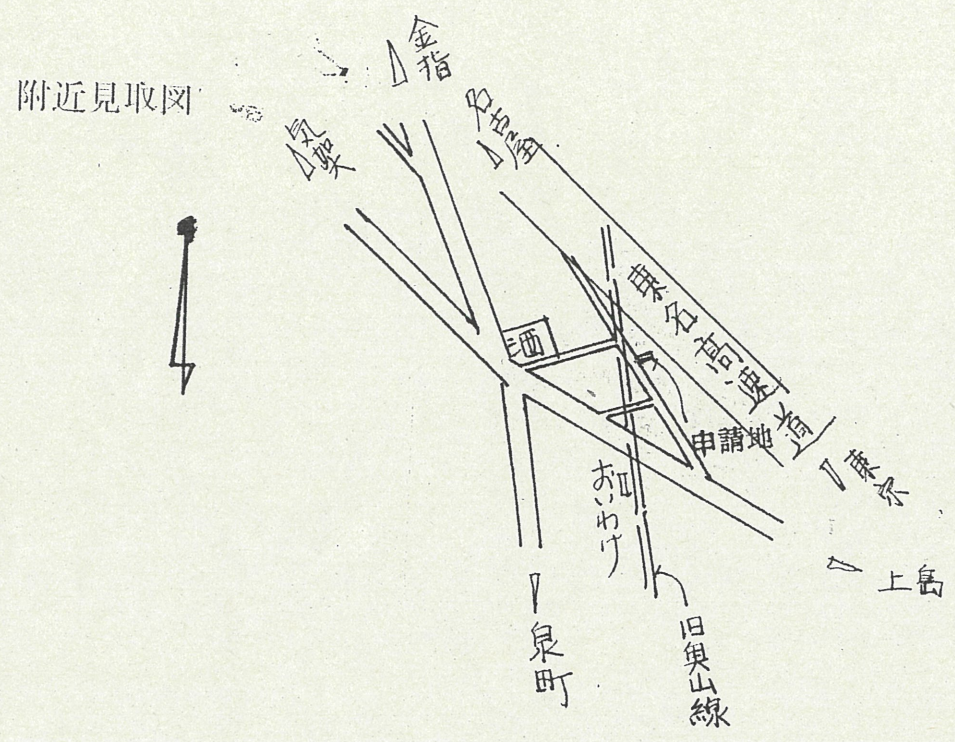 附近見取図
金指
気賀
名古屋
東名高速道
酒
申請地
おいわけ
東京
上島
泉町
旧奥山線